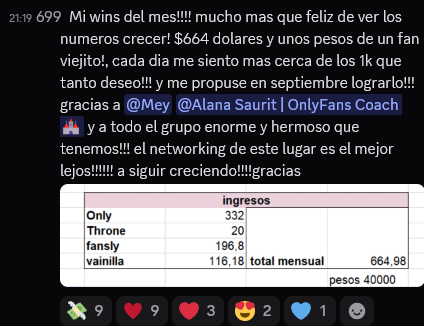 21:19 699 Mi wins del mes!!!! mucho mas que feliz de ver los
numeros crecer! $664 dolares y unos pesos de un fan
viejito!, cada dia me siento mas cerca de los 1k que
tanto deseo!!! y me propuse en septiembre lograrlo!!!
gracias a @Mey @Alana Saurit | OnlyFans Coach
🏰 y a todo el grupo enorme y hermoso que
tenemos!!! el networking de este lugar es el mejor
lejos!!!!!! a siguir creciendo!!!!gracias
ingresos
Only 332
Throne 20
fansly 196,8
vainilla 116,18 total mensual 664,98
pesos 40000
💸 9 ❤️ 9 ❤️ 3 😍 2 💙 1